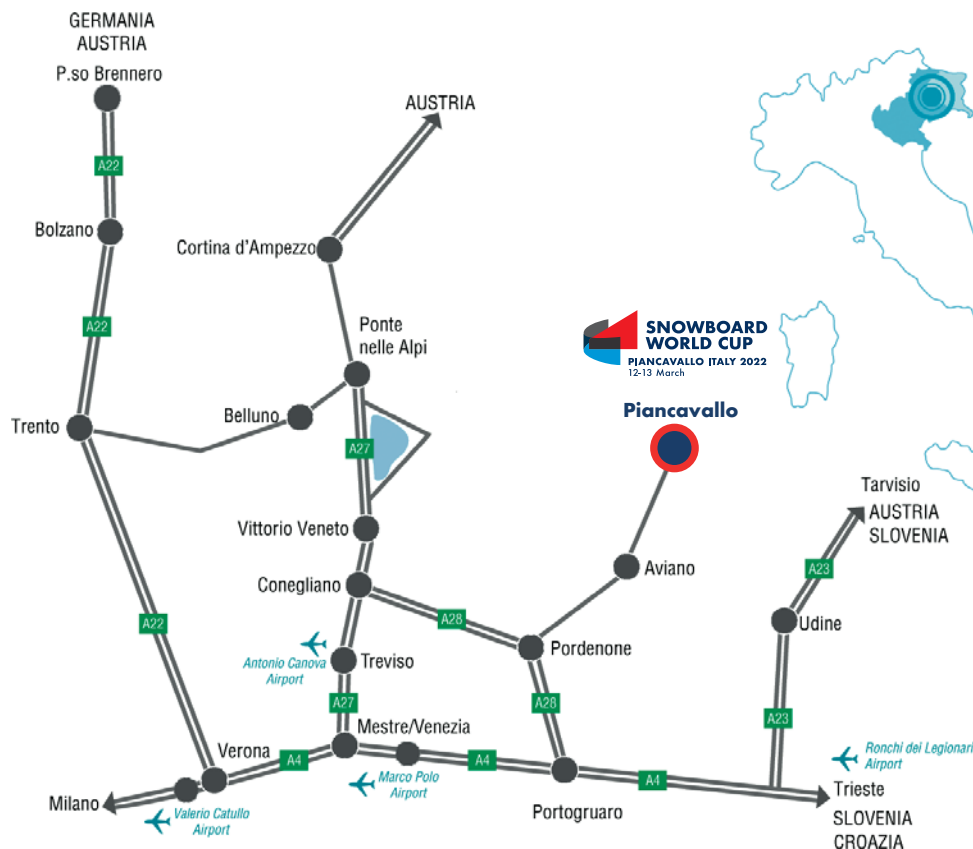 GERMANIA
AUSTRIA
P.so Brennero
AUSTRIA
A22
Bolzano
Cortina d'Ampezzo
A22
Ponte
nelle Alpi
SNOWBOARD
WORLD CUP
PIANCAVALLO ITALY 2022
12-13 March
Piancavallo
Belluno
Trento
A27
Tarvisio
AUSTRIA
SLOVENIA
Vittorio Veneto
Conegliano
Aviano
A23
A22
A28
Udine
Pordenone
Antonio Canova
Airport
Treviso
A27
A28
A23
Mestre/Venezia
Verona
A4
A4
A4
Ronchi dei Legionari
Airport
Marco Polo
Airport
Milano
Valerio Catullo
Airport
Portogruaro
Trieste
SLOVENIA
CROAZIA